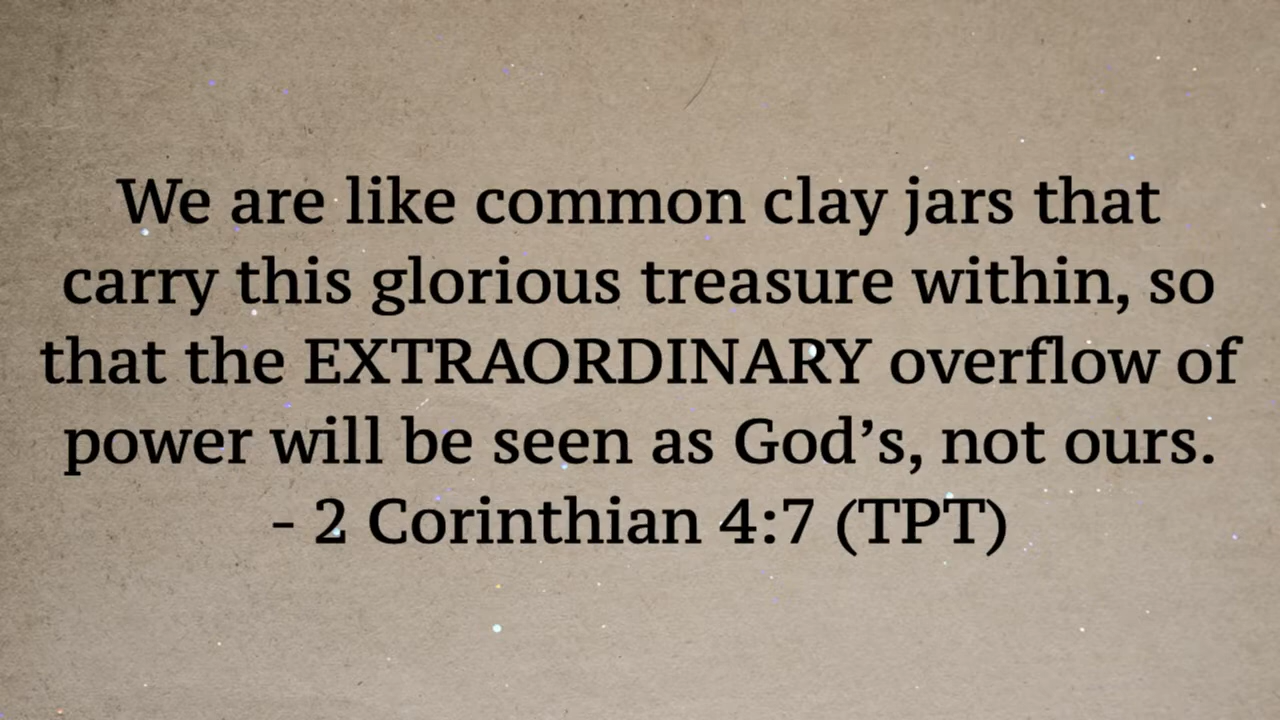 We are like common clay jars that
carry this glorious treasure within, so
that the EXTRAORDINARY overflow of
power will be seen as God’s, not ours.
- 2 Corinthian 4:7 (TPT)